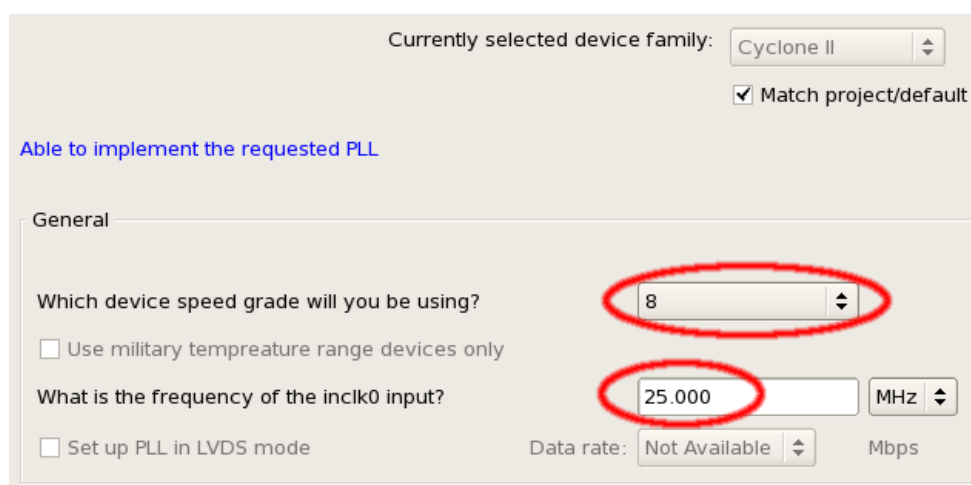 Currently selected device family: Cyclone II
Match project/default
Able to implement the requested PLL
General
Which device speed grade will you be using? 8
Use military tempreature range devices only
What is the frequency of the inclk0 input? 25.000 MHz
Set up PLL in LVDS mode Data rate: Not Available Mbps